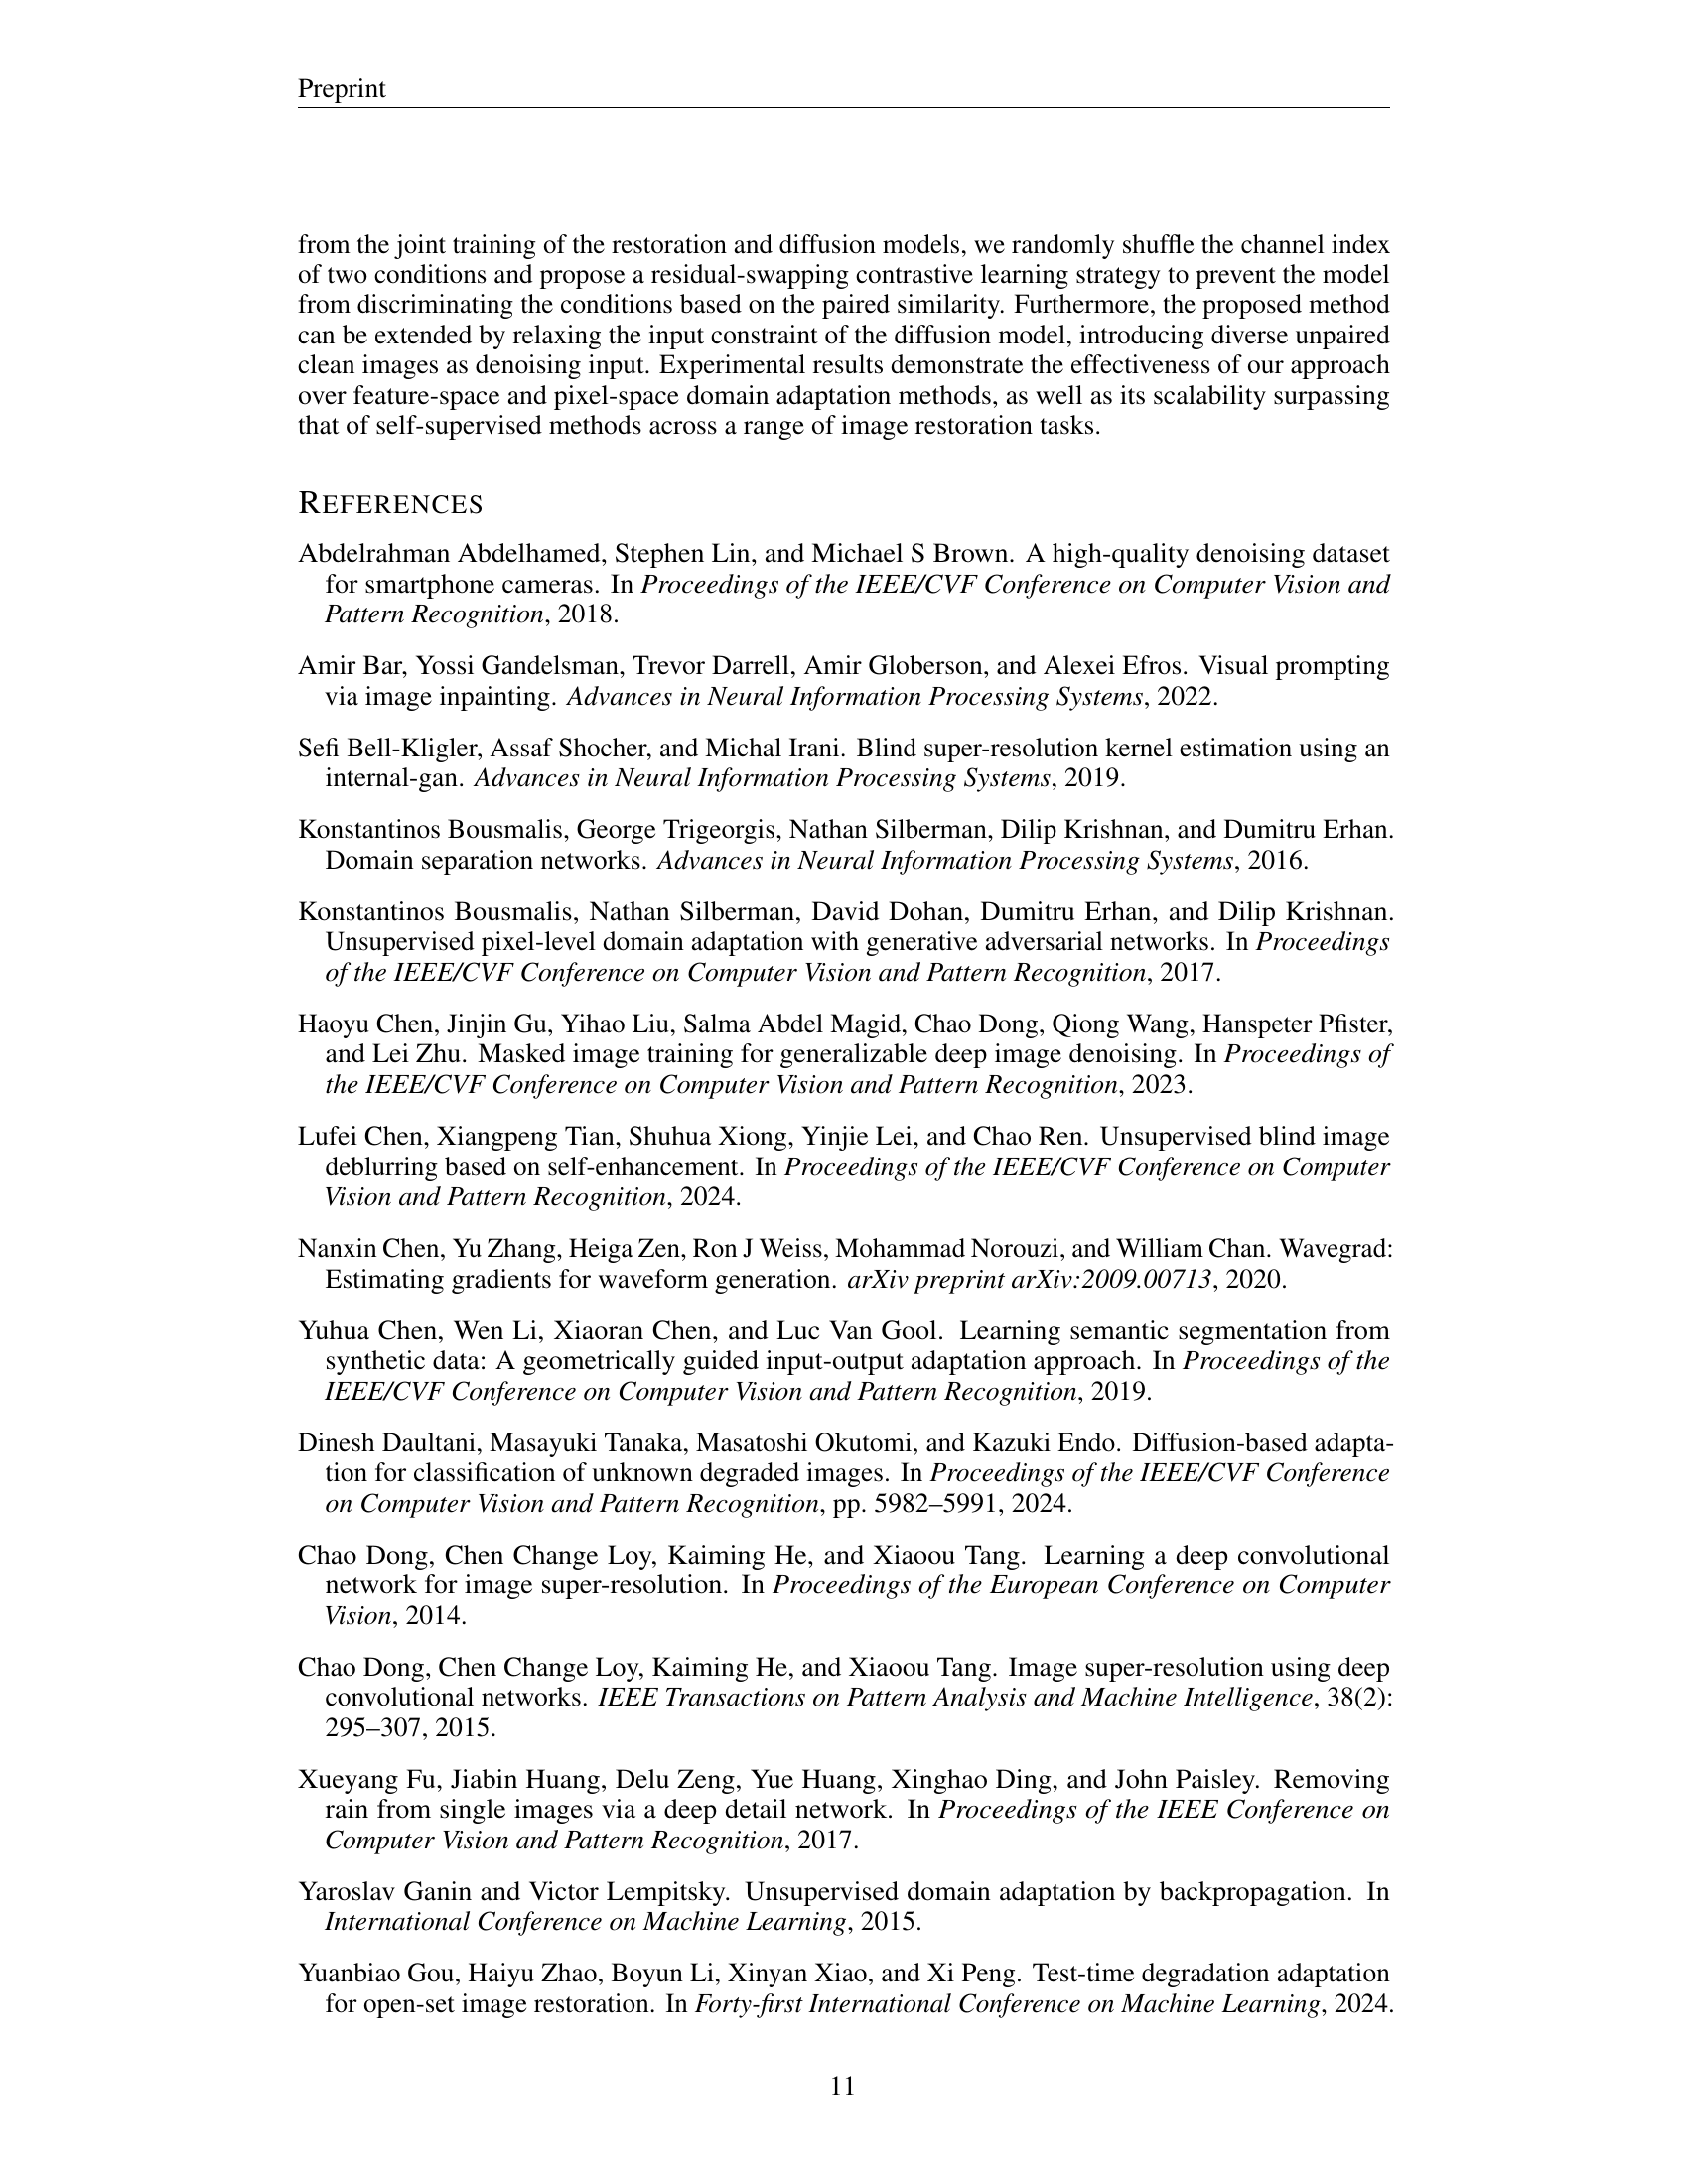 Preprint
from the joint training of the restoration and diffusion models, we randomly shuffle the channel index
of two conditions and propose a residual-swapping contrastive learning strategy to prevent the model
from discriminating the conditions based on the paired similarity. Furthermore, the proposed method
can be extended by relaxing the input constraint of the diffusion model, introducing diverse unpaired
clean images as denoising input. Experimental results demonstrate the effectiveness of our approach
over feature-space and pixel-space domain adaptation methods, as well as its scalability surpassing
that of self-supervised methods across a range of image restoration tasks.
REFERENCES
Abdelrahman Abdelhamed, Stephen Lin, and Michael S Brown. A high-quality denoising dataset
for smartphone cameras. In Proceedings of the IEEE/CVF Conference on Computer Vision and
Pattern Recognition, 2018.
Amir Bar, Yossi Gandelsman, Trevor Darrell, Amir Globerson, and Alexei Efros. Visual prompting
via image inpainting. Advances in Neural Information Processing Systems, 2022.
Sefi Bell-Kligler, Assaf Shocher, and Michal Irani. Blind super-resolution kernel estimation using an
internal-gan. Advances in Neural Information Processing Systems, 2019.
Konstantinos Bousmalis, George Trigeorgis, Nathan Silberman, Dilip Krishnan, and Dumitru Erhan.
Domain separation networks. Advances in Neural Information Processing Systems, 2016.
Konstantinos Bousmalis, Nathan Silberman, David Dohan, Dumitru Erhan, and Dilip Krishnan.
Unsupervised pixel-level domain adaptation with generative adversarial networks. In Proceedings
of the IEEE/CVF Conference on Computer Vision and Pattern Recognition, 2017.
Haoyu Chen, Jinjin Gu, Yihao Liu, Salma Abdel Magid, Chao Dong, Qiong Wang, Hanspeter Pfister,
and Lei Zhu. Masked image training for generalizable deep image denoising. In Proceedings of
the IEEE/CVF Conference on Computer Vision and Pattern Recognition, 2023.
Lufei Chen, Xiangpeng Tian, Shuhua Xiong, Yinjie Lei, and Chao Ren. Unsupervised blind image
deblurring based on self-enhancement. In Proceedings of the IEEE/CVF Conference on Computer
Vision and Pattern Recognition, 2024.
Nanxin Chen, Yu Zhang, Heiga Zen, Ron J Weiss, Mohammad Norouzi, and William Chan. Wavegrad:
Estimating gradients for waveform generation. arXiv preprint arXiv:2009.00713, 2020.
Yuhua Chen, Wen Li, Xiaoran Chen, and Luc Van Gool. Learning semantic segmentation from
synthetic data: A geometrically guided input-output adaptation approach. In Proceedings of the
IEEE/CVF Conference on Computer Vision and Pattern Recognition, 2019.
Dinesh Daultani, Masayuki Tanaka, Masatoshi Okutomi, and Kazuki Endo. Diffusion-based adapta-
tion for classification of unknown degraded images. In Proceedings of the IEEE/CVF Conference
on Computer Vision and Pattern Recognition, pp. 5982–5991, 2024.
Chao Dong, Chen Change Loy, Kaiming He, and Xiaoou Tang. Learning a deep convolutional
network for image super-resolution. In Proceedings of the European Conference on Computer
Vision, 2014.
Chao Dong, Chen Change Loy, Kaiming He, and Xiaoou Tang. Image super-resolution using deep
convolutional networks. IEEE Transactions on Pattern Analysis and Machine Intelligence, 38(2):
295–307, 2015.
Xueyang Fu, Jiabin Huang, Delu Zeng, Yue Huang, Xinghao Ding, and John Paisley. Removing
rain from single images via a deep detail network. In Proceedings of the IEEE Conference on
Computer Vision and Pattern Recognition, 2017.
Yaroslav Ganin and Victor Lempitsky. Unsupervised domain adaptation by backpropagation. In
International Conference on Machine Learning, 2015.
Yuanbiao Gou, Haiyu Zhao, Boyun Li, Xinyan Xiao, and Xi Peng. Test-time degradation adaptation
for open-set image restoration. In Forty-first International Conference on Machine Learning, 2024.
11